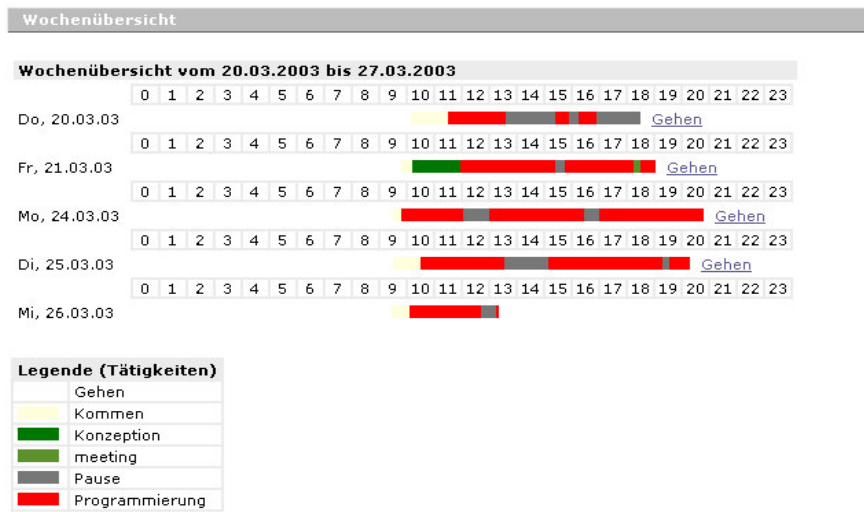 Wochenübersicht
Wochenübersicht vom 20.03.2003 bis 27.03.2003
0 1 2 3 4 5 6 7 8 9 10 11 12 13 14 15 16 17 18 19 20 21 22 23
Do, 20.03.03 Gehen
0 1 2 3 4 5 6 7 8 9 10 11 12 13 14 15 16 17 18 19 20 21 22 23
Fr, 21.03.03 Gehen
0 1 2 3 4 5 6 7 8 9 10 11 12 13 14 15 16 17 18 19 20 21 22 23
Mo, 24.03.03 Gehen
0 1 2 3 4 5 6 7 8 9 10 11 12 13 14 15 16 17 18 19 20 21 22 23
Di, 25.03.03 Gehen
0 1 2 3 4 5 6 7 8 9 10 11 12 13 14 15 16 17 18 19 20 21 22 23
Mi, 26.03.03
Legende (Tätigkeiten)
Gehen
Kommen
Konzeption
meeting
Pause
Programmierung